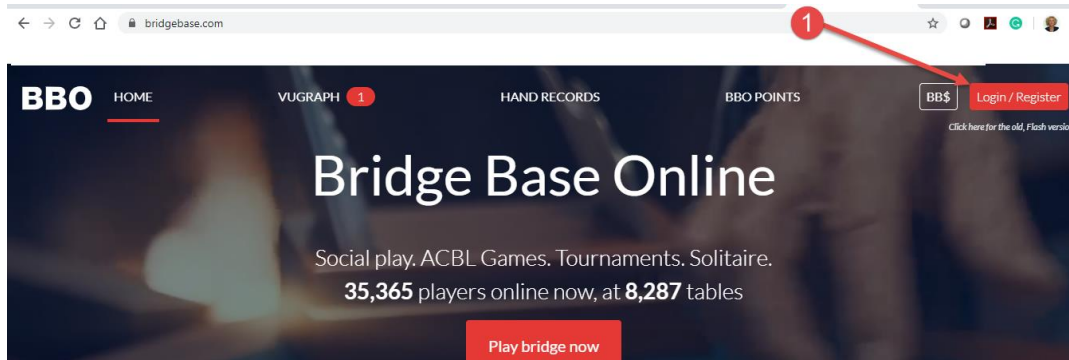 bridgebase.com
1
BBO HOME VUGRAPH 1 HAND RECORDS BBO POINTS BB$ Login / Register
Click here for the old, Flash versio
Bridge Base Online
Social play. ACBL Games. Tournaments. Solitaire.
35,365 players online now, at 8,287 tables
Play bridge now